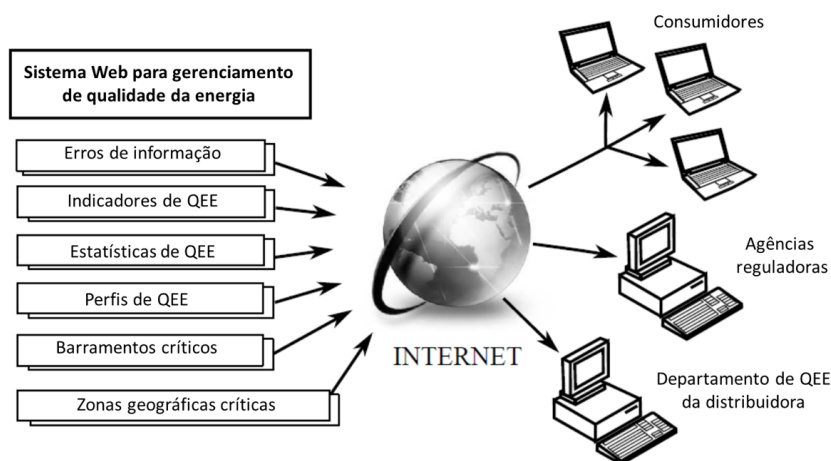 Sistema Web para gerenciamento
de qualidade da energia
Erros de informação
Indicadores de QEE
Estatísticas de QEE
Perfis de QEE
Barramentos críticos
Zonas geográficas críticas
INTERNET
Consumidores
Agências
reguladoras
Departamento de QEE
da distribuidora